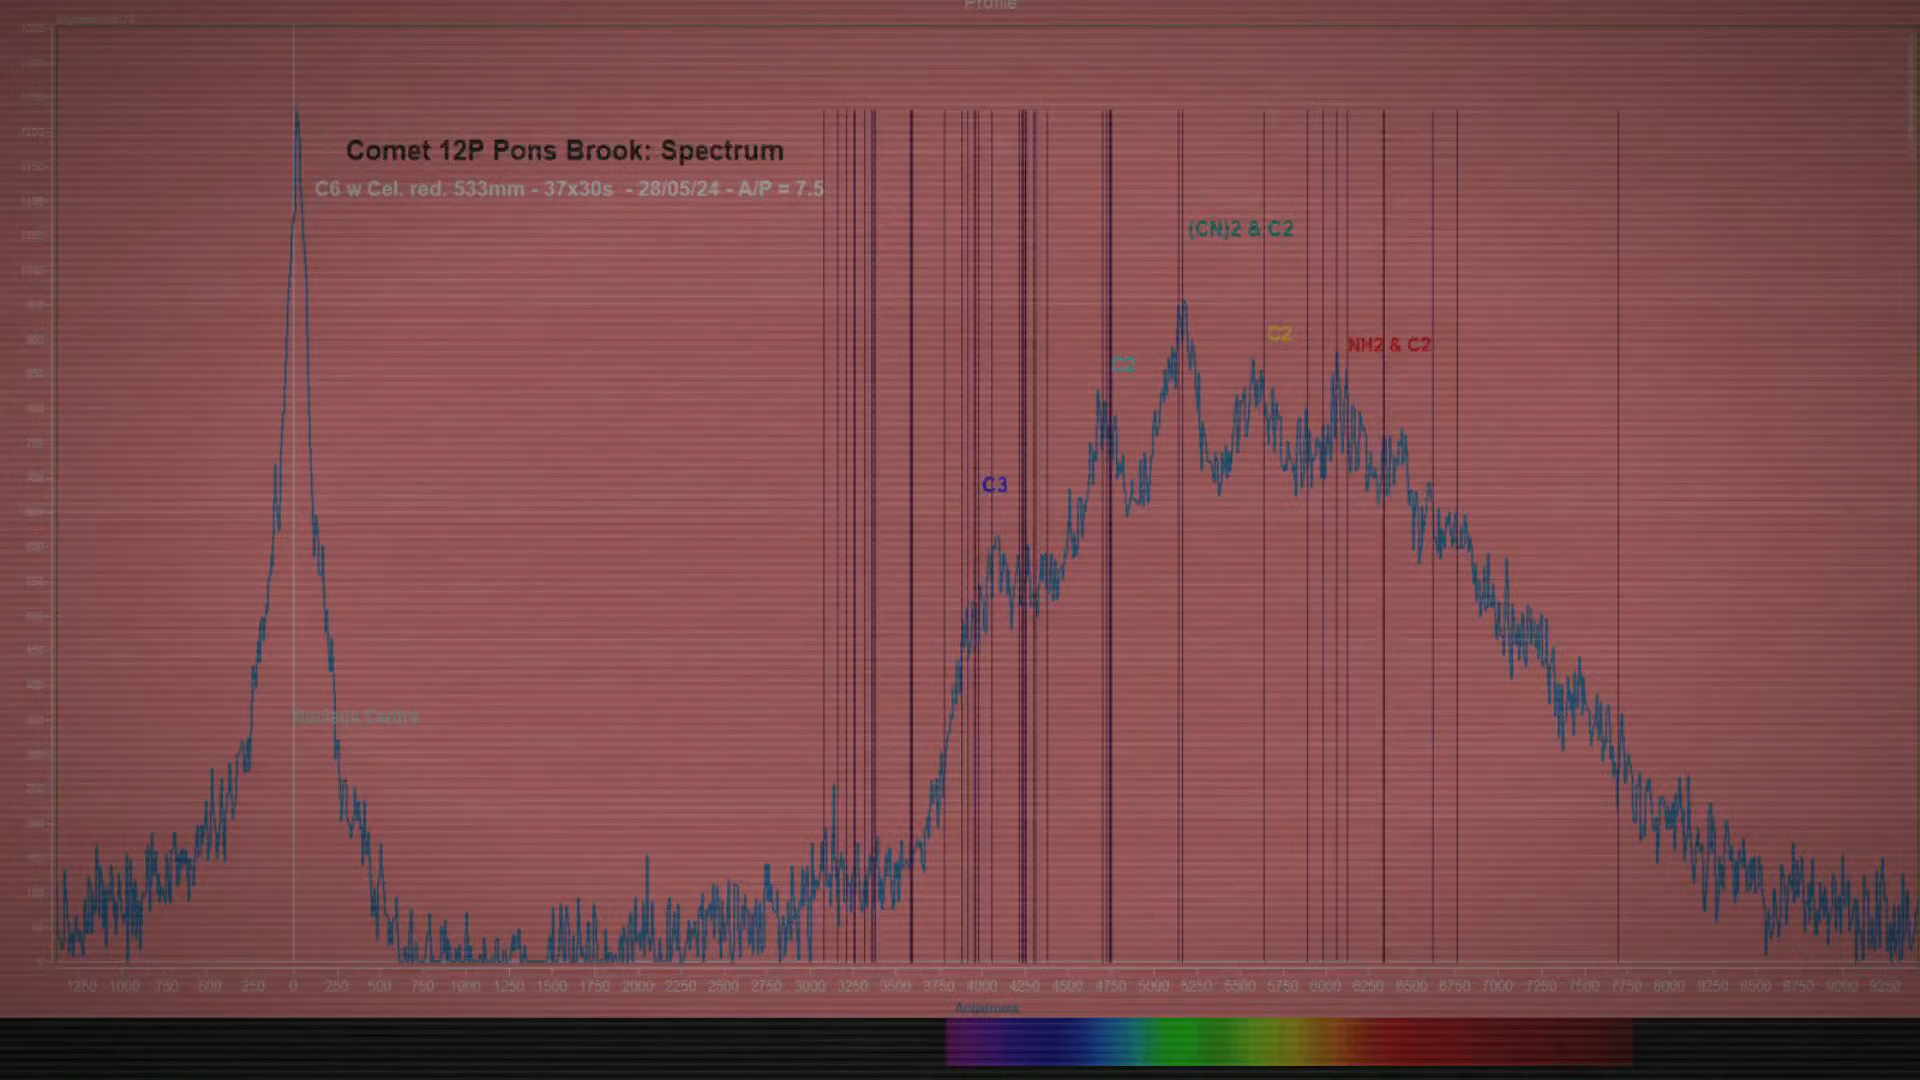 Profile
Comet 12P Pons Brook: Spectrum
C6 w Cel. red. 533mm - 37x30s - 28/05/24 - A/P = 7.5
(CN)2 & C2
C2
NH2 & C2
C2
C3
Nucleus Centre
-1250 -1000 -750 -500 -250 0 250 500 750 1000 1250 1500 1750 2000 2250 2500 2750 3000 3250 3500 3750 4000 4250 4500 4750 5000 5250 5500 5750 6000 6250 6500 6750 7000 7250 7500 7750 8000 8250 8500 8750 9000 9250
Angstroms